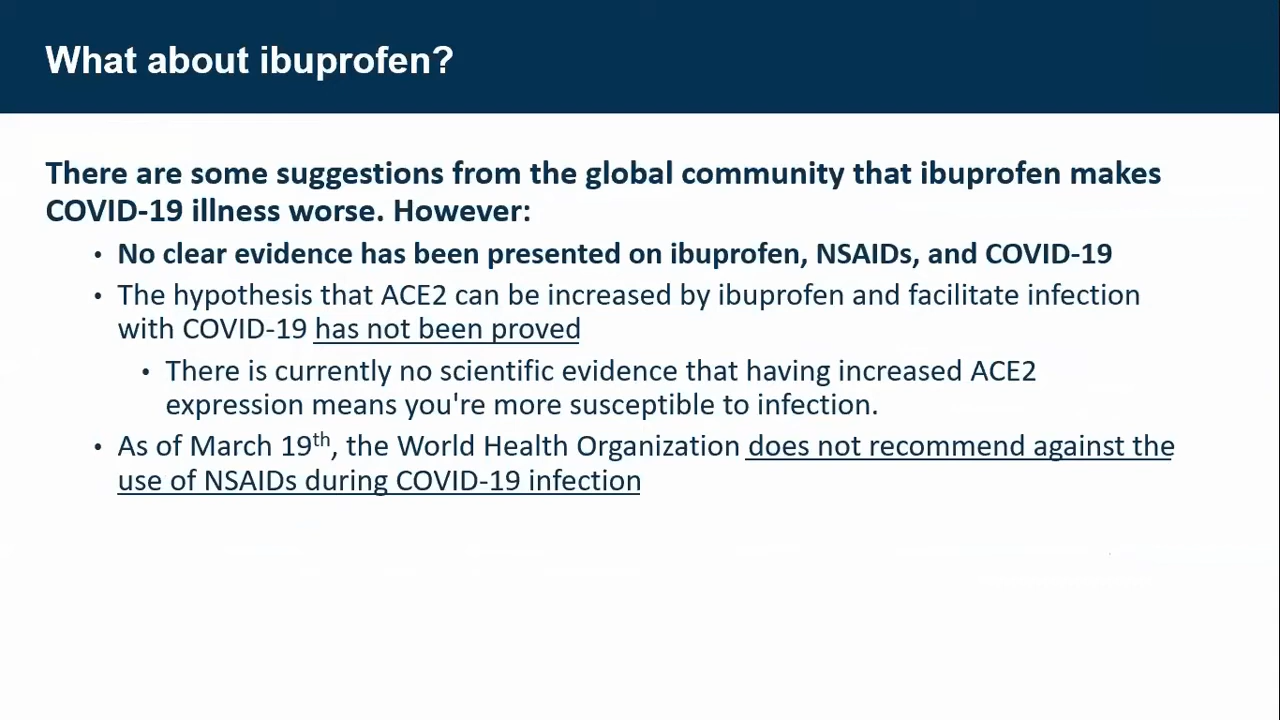 What about ibuprofen?
There are some suggestions from the global community that ibuprofen makes
COVID-19 illness worse. However:
• No clear evidence has been presented on ibuprofen, NSAIDs, and COVID-19
• The hypothesis that ACE2 can be increased by ibuprofen and facilitate infection
with COVID-19 has not been proved
• There is currently no scientific evidence that having increased ACE2
expression means you're more susceptible to infection.
• As of March 19th, the World Health Organization does not recommend against the
use of NSAIDs during COVID-19 infection